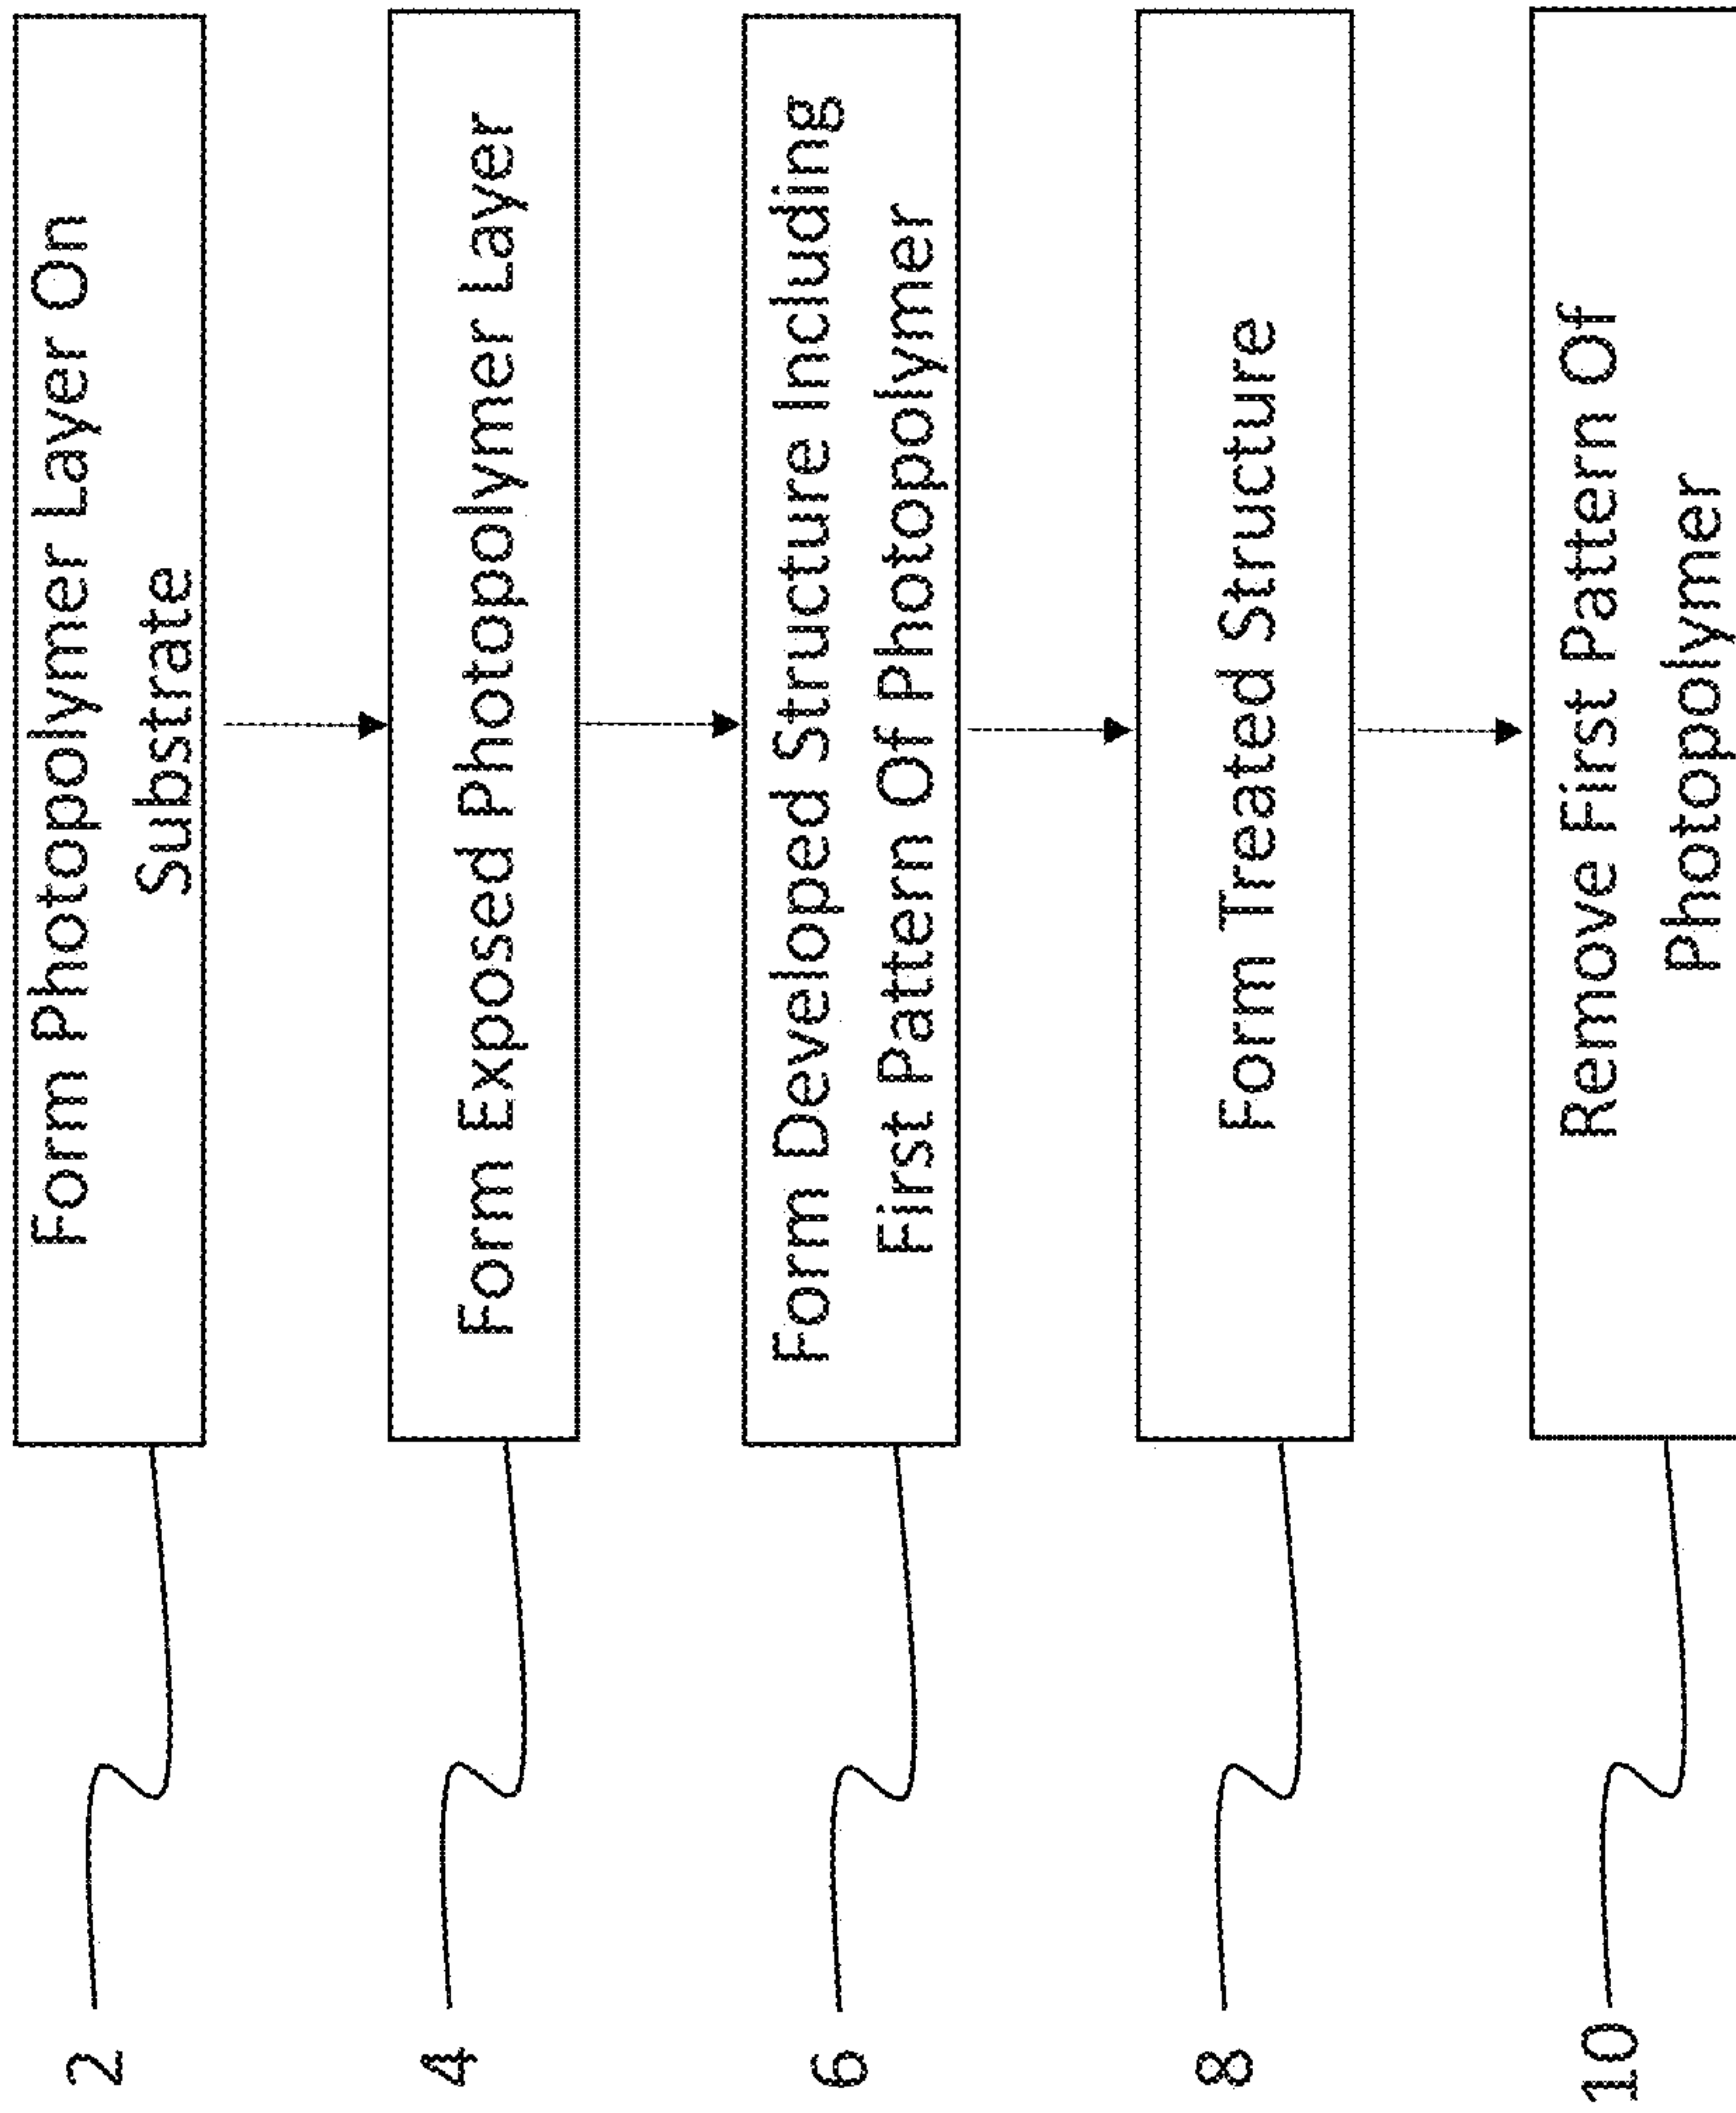 2
Form Photopolymer Layer On
Substrate
4
Form Exposed Photopolymer Layer
6
Form Developed Structure Including
First Pattern Of Photopolymer
8
Form Treated Structure
10
Remove First Pattern Of
Photopolymer